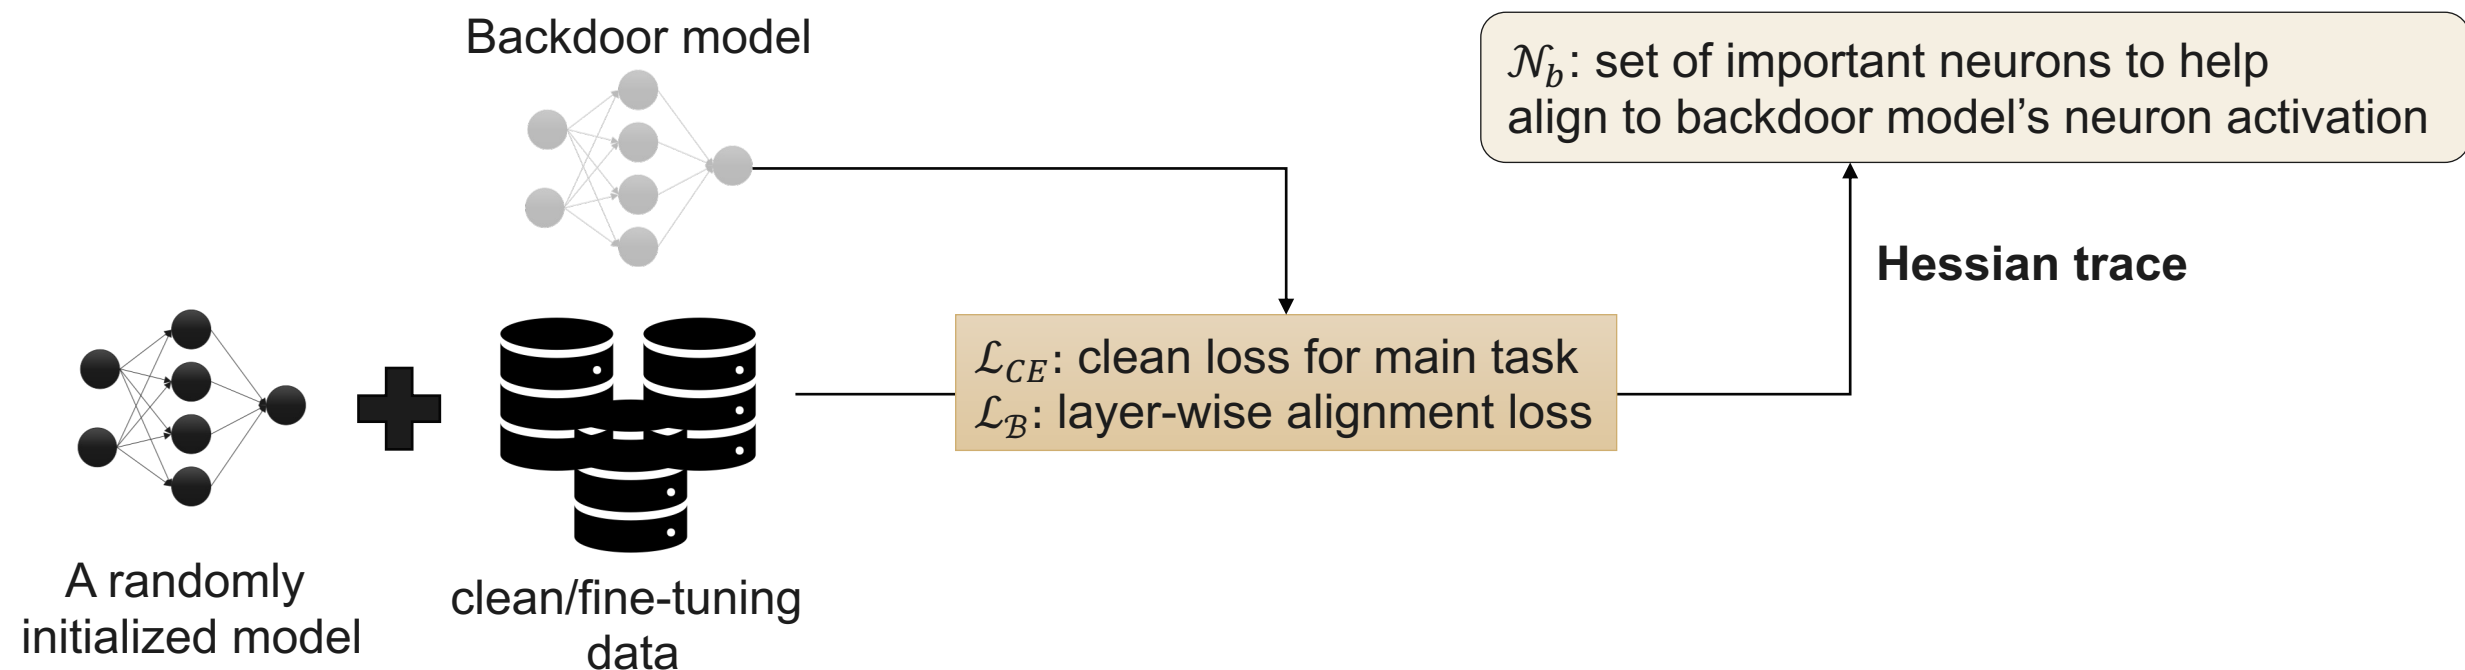 Backdoor model
𝒩_b: set of important neurons to help
align to backdoor model’s neuron activation
Hessian trace
ℒ_CE: clean loss for main task
ℒ_ℬ: layer-wise alignment loss
A randomly
initialized model
clean/fine-tuning
data